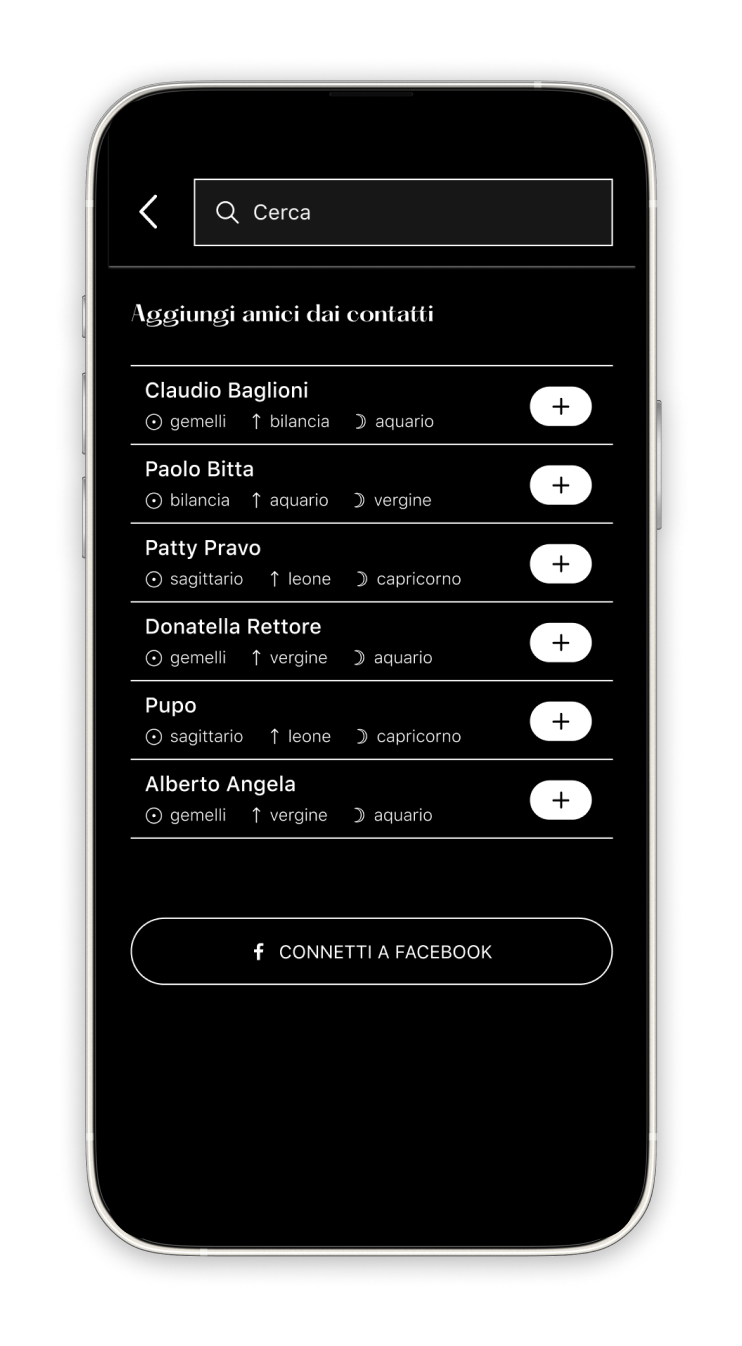 Cerca
Aggiungi amici dai contatti
Claudio Baglioni
☉ gemelli ↑ bilancia ☽ aquario
Paolo Bitta
☉ bilancia ↑ aquario ☽ vergine
Patty Pravo
☉ sagittario ↑ leone ☽ capricorno
Donatella Rettore
☉ gemelli ↑ vergine ☽ aquario
Pupo
☉ sagittario ↑ leone ☽ capricorno
Alberto Angela
☉ gemelli ↑ vergine ☽ aquario
f CONNETTI A FACEBOOK